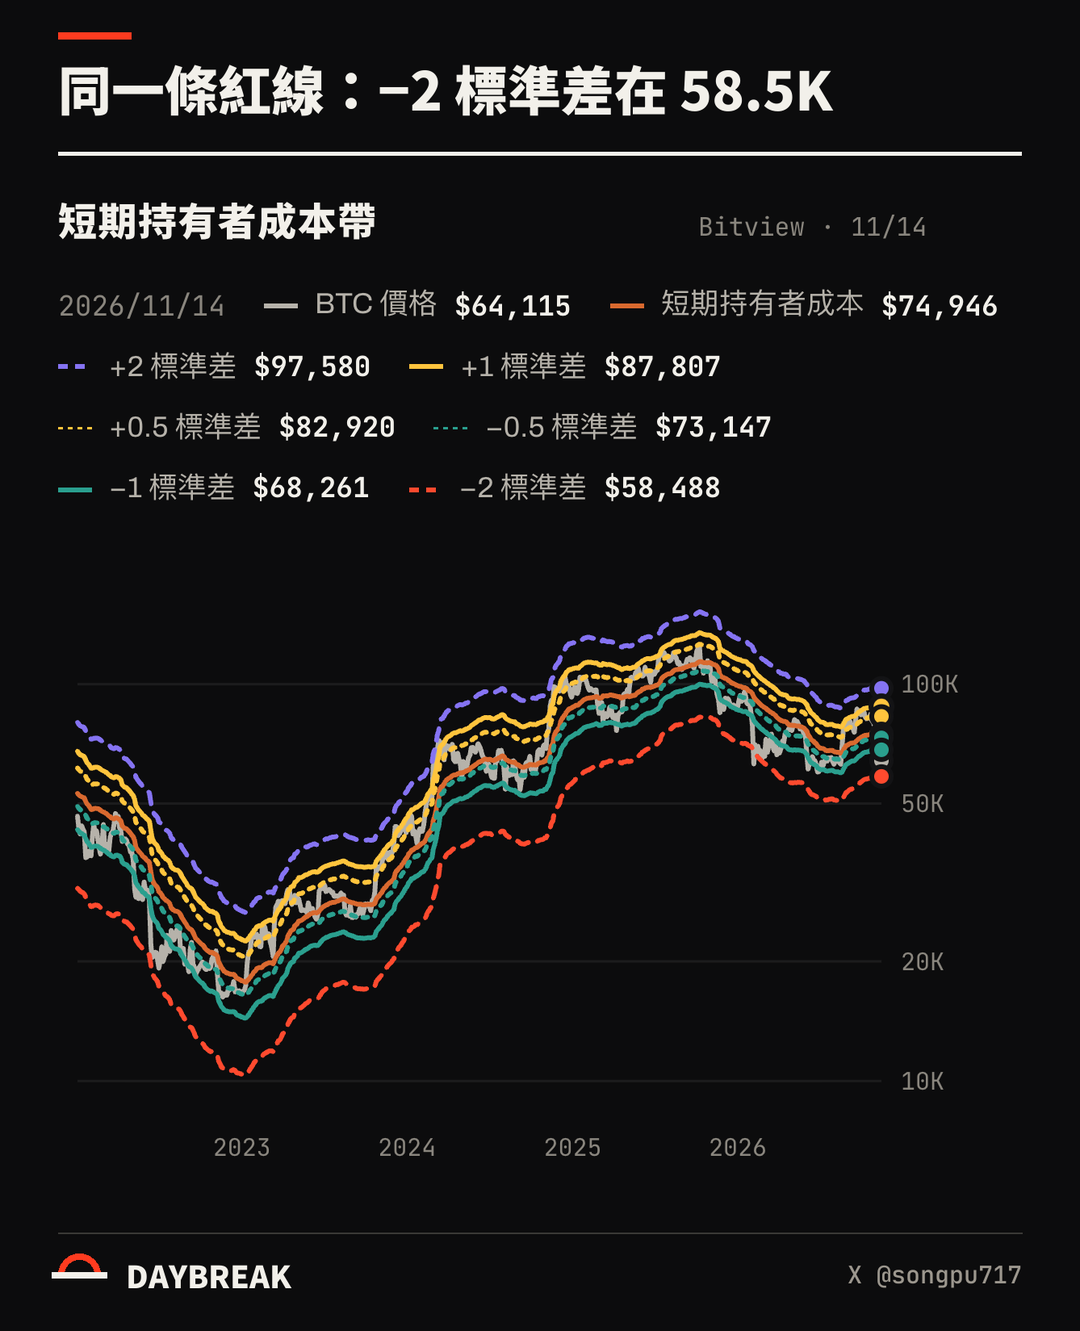 同一條紅線：−2 標準差在 58.5K
短期持有者成本帶
Bitview · 11/14
2026/11/14 BTC 價格 $64,115 短期持有者成本 $74,946
+2 標準差 $97,580 +1 標準差 $87,807
+0.5 標準差 $82,920 −0.5 標準差 $73,147
−1 標準差 $68,261 −2 標準差 $58,488
100K
50K
20K
10K
2023 2024 2025 2026
DAYBREAK
X @songpu717